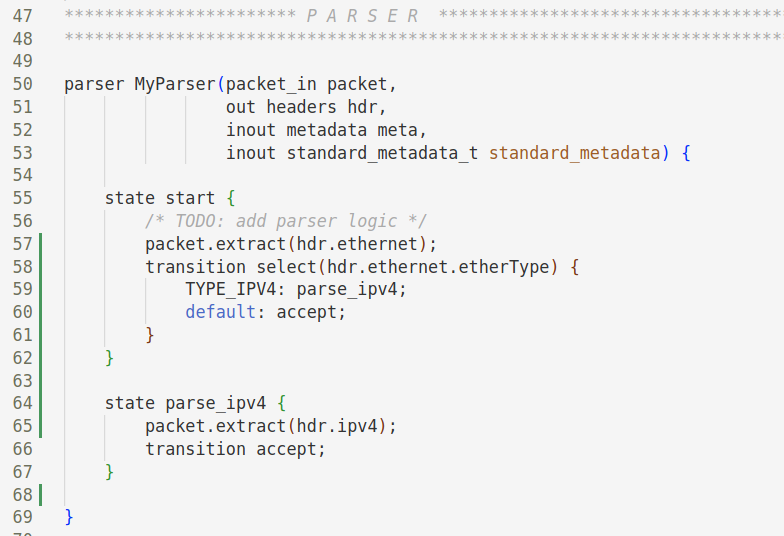 47 *********************** P A R S E R **********************************
48 ***********************************************************************
49
50 parser MyParser(packet_in packet,
51                 out headers hdr,
52                 inout metadata meta,
53                 inout standard_metadata_t standard_metadata) {
54
55     state start {
56         /* TODO: add parser logic */
57         packet.extract(hdr.ethernet);
58         transition select(hdr.ethernet.etherType) {
59             TYPE_IPV4: parse_ipv4;
60             default: accept;
61         }
62     }
63
64     state parse_ipv4 {
65         packet.extract(hdr.ipv4);
66         transition accept;
67     }
68
69 }